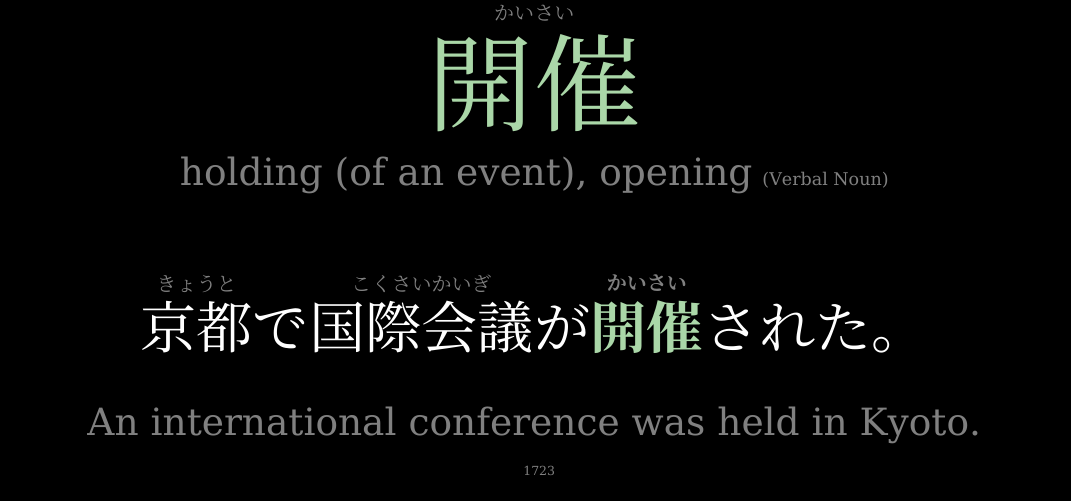 かいさい
開催
holding (of an event), opening (Verbal Noun)
きょうと こくさいかいぎ かいさい
京都で国際会議が開催された。
An international conference was held in Kyoto.
1723